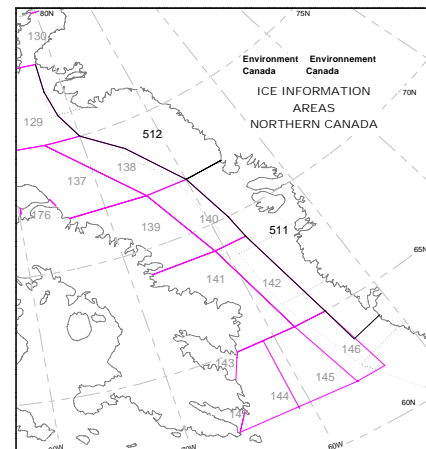 80N
75N
130
Environment Environnement
Canada Canada
ICE INFORMATION
AREAS
NORTHERN CANADA
70N
129
512
138
137
176
139
140
511
141
65N
142
143
146
145
144
60N
60W